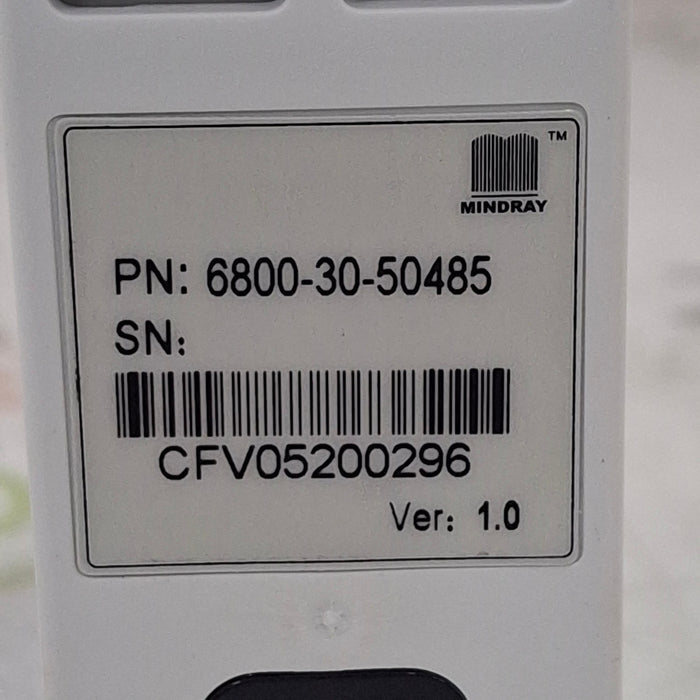 TM
MINDRAY
PN: 6800-30-50485
SN:
CFV05200296
Ver: 1.0